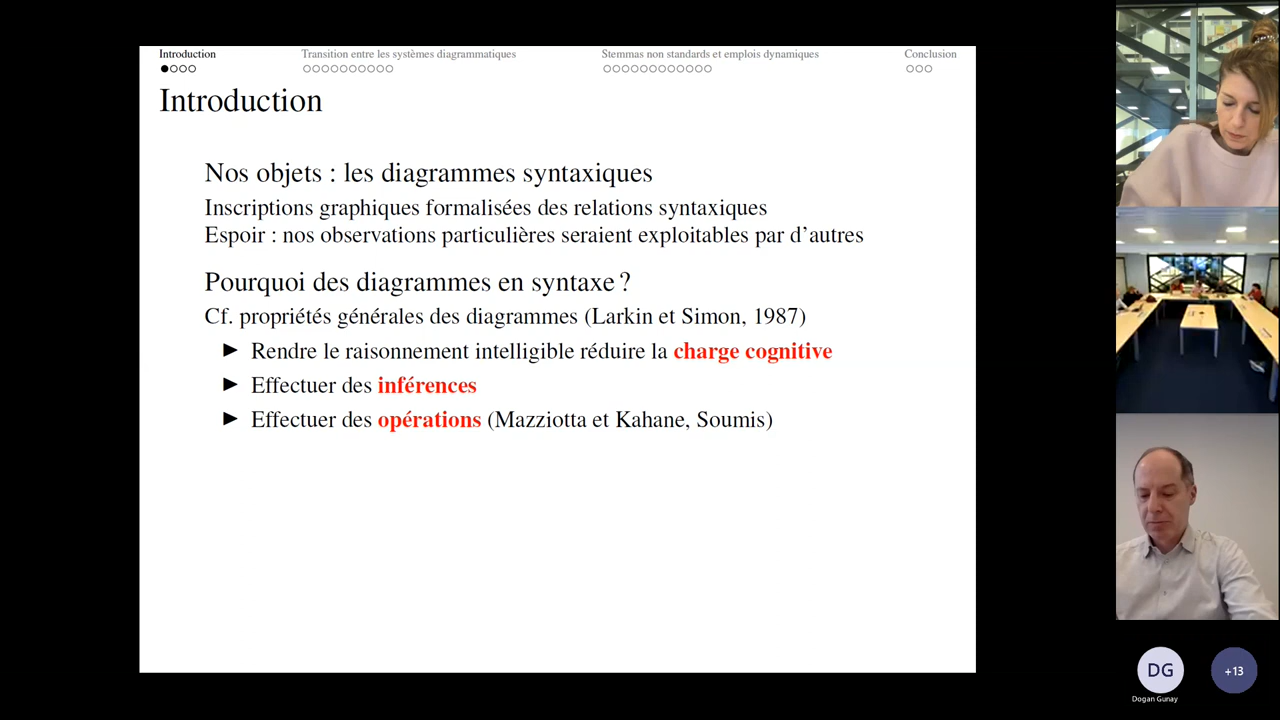 Introduction
Transition entre les systèmes diagrammatiques
Stemmas non standards et emplois dynamiques
Conclusion
Introduction
Nos objets : les diagrammes syntaxiques
Inscriptions graphiques formalisées des relations syntaxiques
Espoir : nos observations particulières seraient exploitables par d'autres
Pourquoi des diagrammes en syntaxe ?
Cf. propriétés générales des diagrammes (Larkin et Simon, 1987)
Rendre le raisonnement intelligible réduire la charge cognitive
Effectuer des inférences
Effectuer des opérations (Mazziotta et Kahane, Soumis)
DG
+13
Dogan Gunay